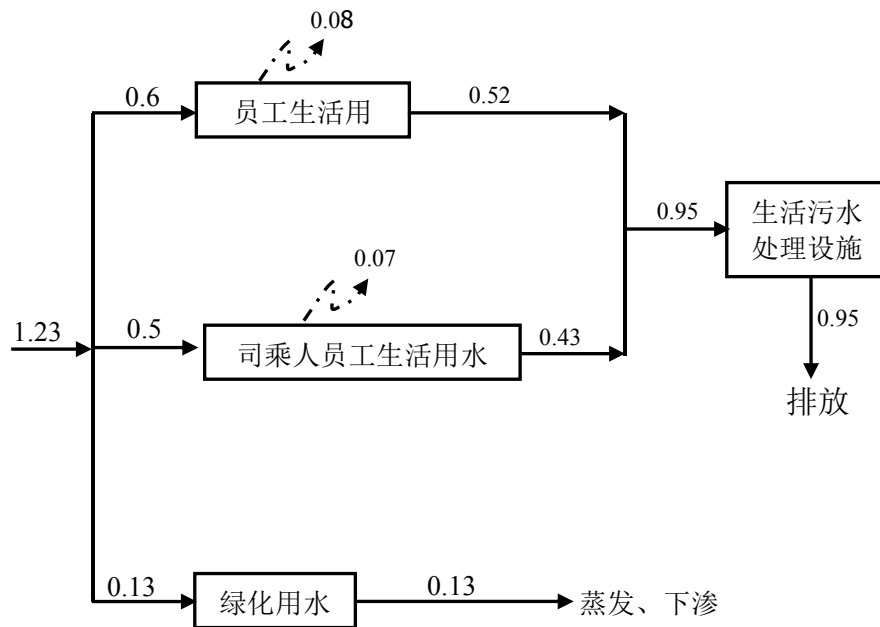 0.08
0.6
员工生活用
0.52
0.95
生活污水
处理设施
0.07
1.23
0.5
司乘人员工生活用水
0.43
0.95
排放
0.13
绿化用水
0.13
蒸发、下渗